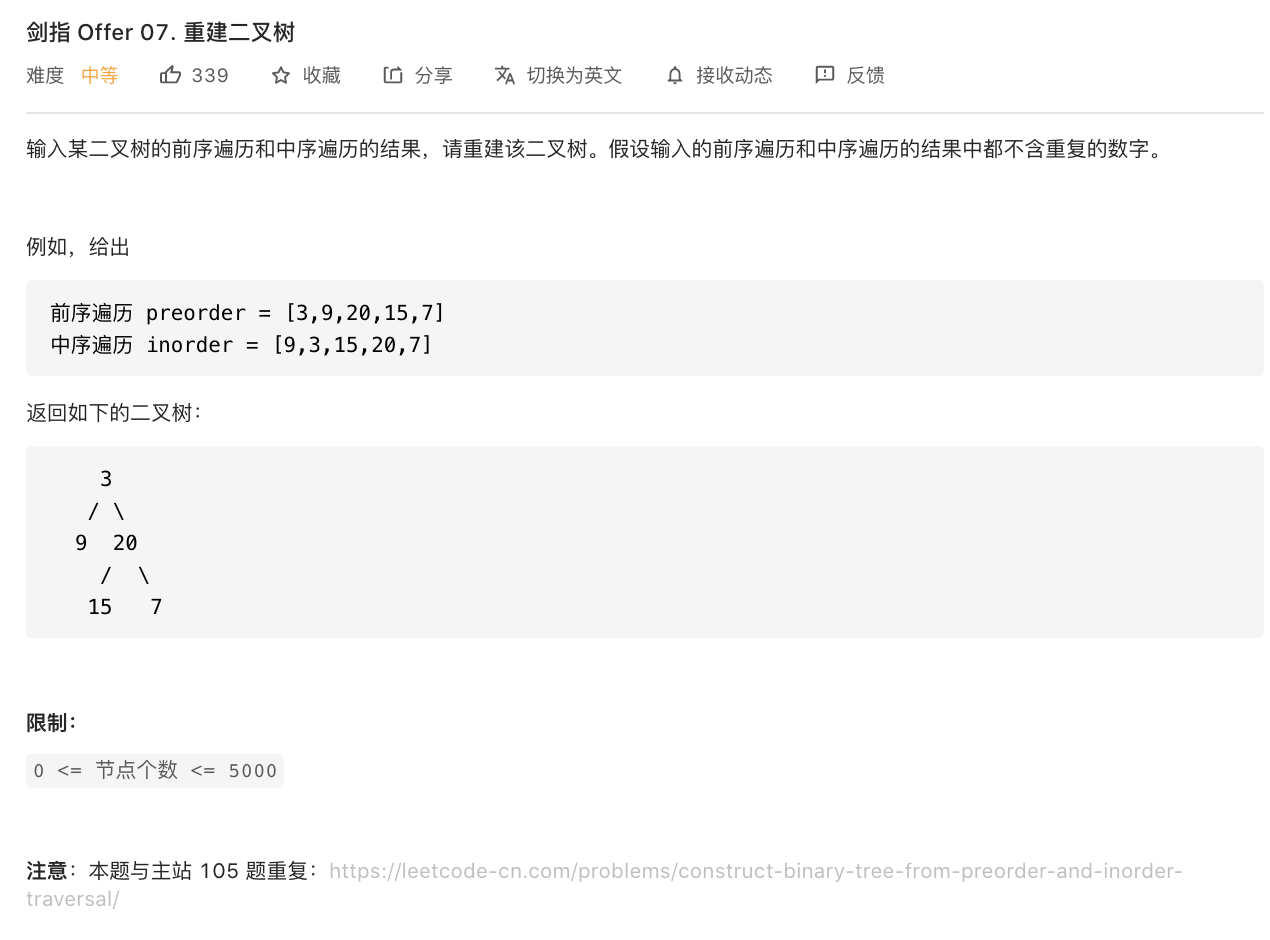 剑指 Offer 07. 重建二叉树
难度 中等 339 收藏 分享 切换为英文 接收动态 反馈
输入某二叉树的前序遍历和中序遍历的结果，请重建该二叉树。假设输入的前序遍历和中序遍历的结果中都不含重复的数字。
例如，给出
前序遍历 preorder = [3,9,20,15,7]
中序遍历 inorder = [9,3,15,20,7]
返回如下的二叉树：
    3
   / \
  9  20
    /  \
   15   7
限制：
0 <= 节点个数 <= 5000
注意：本题与主站 105 题重复：https://leetcode-cn.com/problems/construct-binary-tree-from-preorder-and-inorder-
traversal/